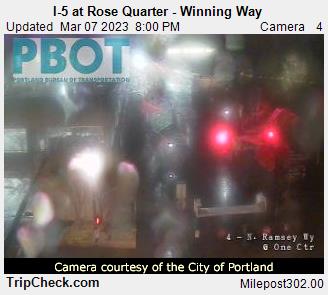 I-5 at Rose Quarter - Winning Way
Updated Mar 07 2023 8:00 PM Camera 4
PBOT
PORTLAND BUREAU OF TRANSPORTATION
4 - N. Ramsey Wy
@ One Ctr
Camera courtesy of the City of Portland
TripCheck.com Milepost302.00